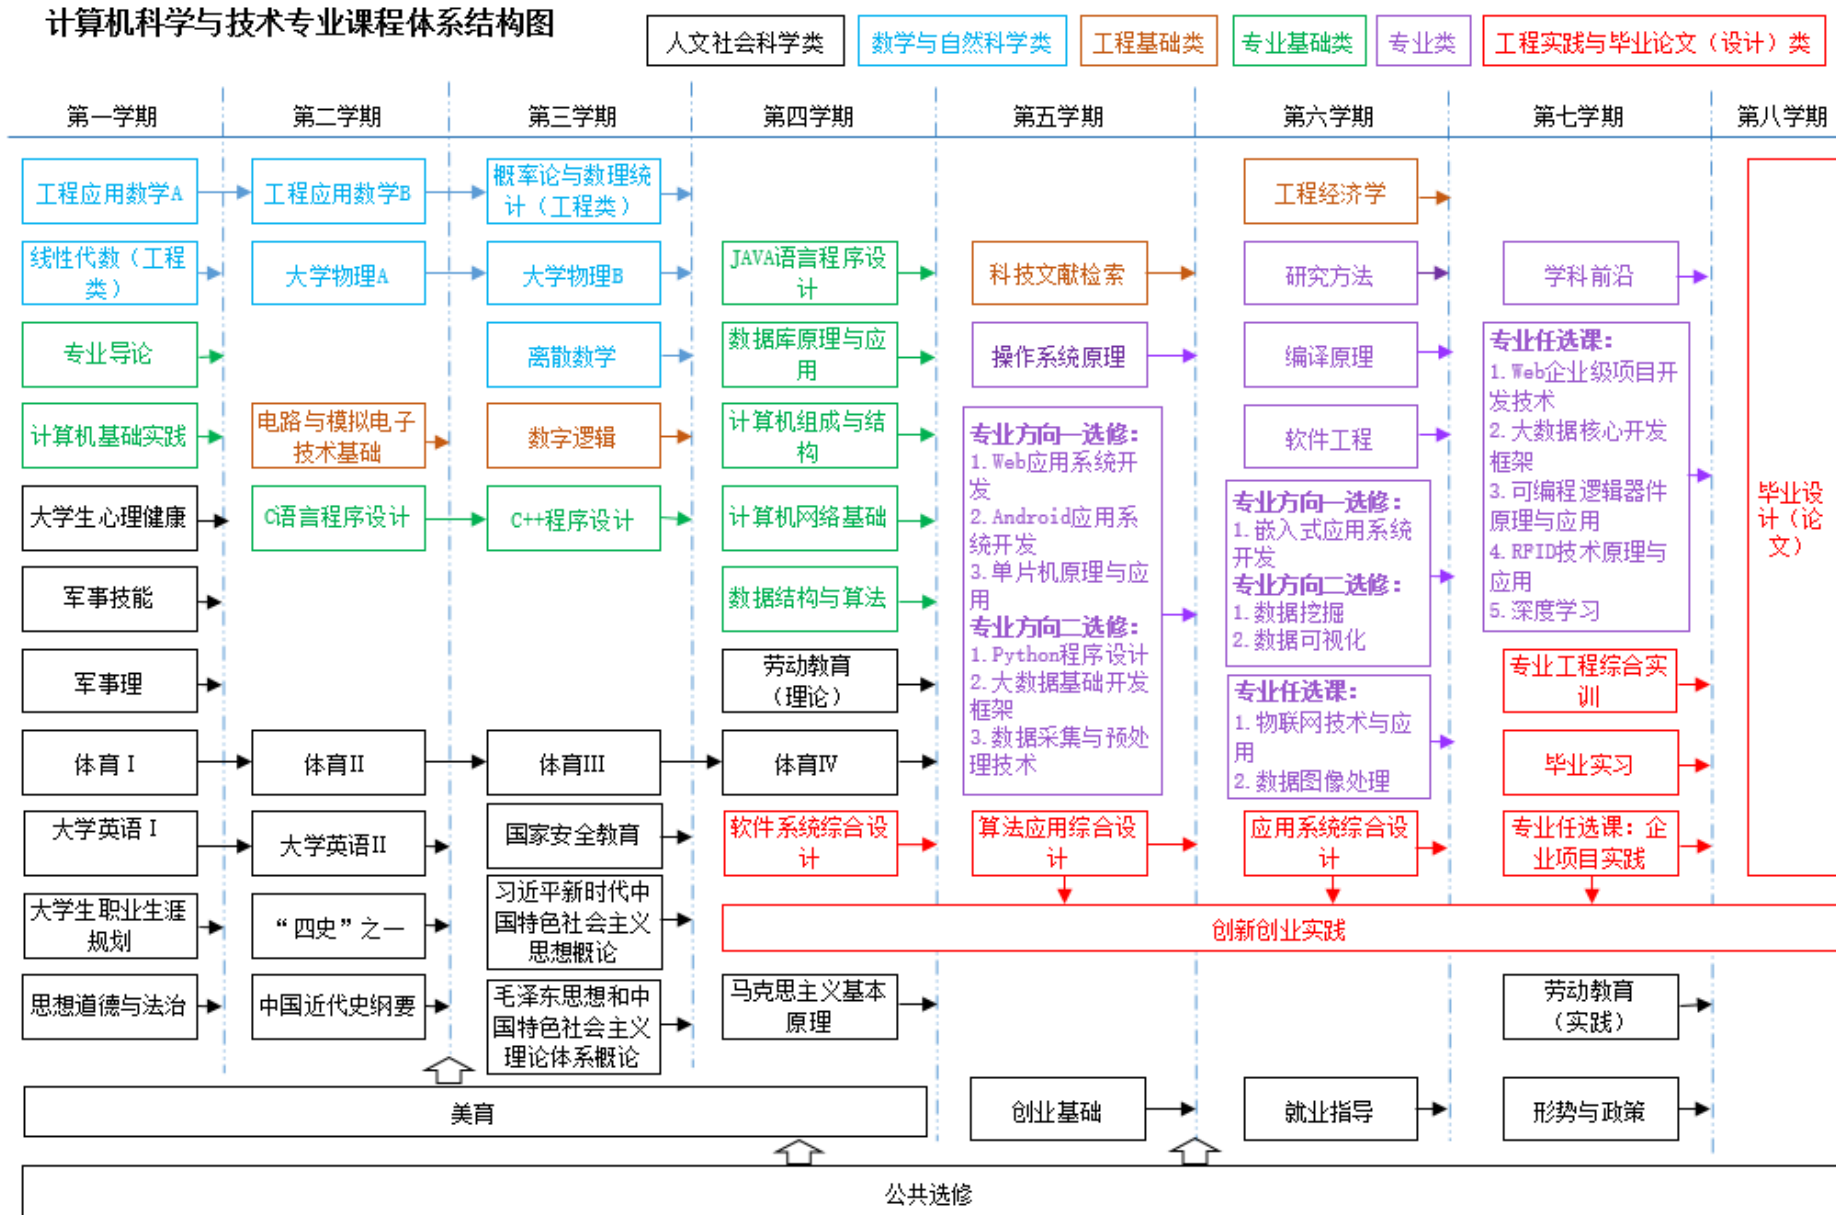 计算机科学与技术专业课程体系结构图
人文社会科学类
数学与自然科学类
工程基础类
专业基础类
专业类
工程实践与毕业论文（设计）类
第一学期
第二学期
第三学期
第四学期
第五学期
第六学期
第七学期
第八学期
工程应用数学A
线性代数（工程
类）
专业导论
计算机基础实践
大学生心理健康
军事技能
军事理
体育 I
大学英语 I
大学生职业生涯
规划
思想道德与法治
工程应用数学B
大学物理A
电路与模拟电子
技术基础
C语言程序设计
体育II
大学英语II
“四史”之一
中国近代史纲要
概率论与数理统
计（工程类）
大学物理B
离散数学
数字逻辑
C++程序设计
体育III
国家安全教育
习近平新时代中
国特色社会主义
思想概论
毛泽东思想和中
国特色社会主义
理论体系概论
JAVA语言程序设
计
数据库原理与应
用
计算机组成与结
构
计算机网络基础
数据结构与算法
劳动教育
（理论）
体育IV
软件系统综合设
计
马克思主义基本
原理
科技文献检索
操作系统原理
专业方向一选修：
1.Web应用系统开
发
2.Android应用系
统开发
3.单片机原理与应
用
专业方向二选修：
1.Python程序设计
2.大数据基础开发
框架
3.数据采集与预处
理技术
算法应用综合设
计
创业基础
工程经济学
研究方法
编译原理
软件工程
专业方向一选修：
1.嵌入式应用系统
开发
专业方向二选修：
1.数据挖掘
2.数据可视化
专业任选课：
1.物联网技术与应
用
2.数据图像处理
应用系统综合设
计
就业指导
学科前沿
专业任选课：
1.Web企业级项目开
发技术
2.大数据核心开发
框架
3.可编程逻辑器件
原理与应用
4.RFID技术原理与
应用
5.深度学习
专业工程综合实
训
毕业实习
专业任选课：企
业项目实践
劳动教育
（实践）
形势与政策
毕业设
计（论
文）
创新创业实践
美育
公共选修